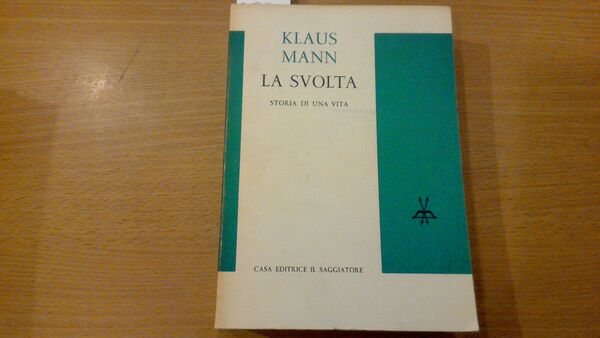 KLAUS
MANN
LA SVOLTA
STORIA DI UNA VITA
CASA EDITRICE IL SAGGIATORE